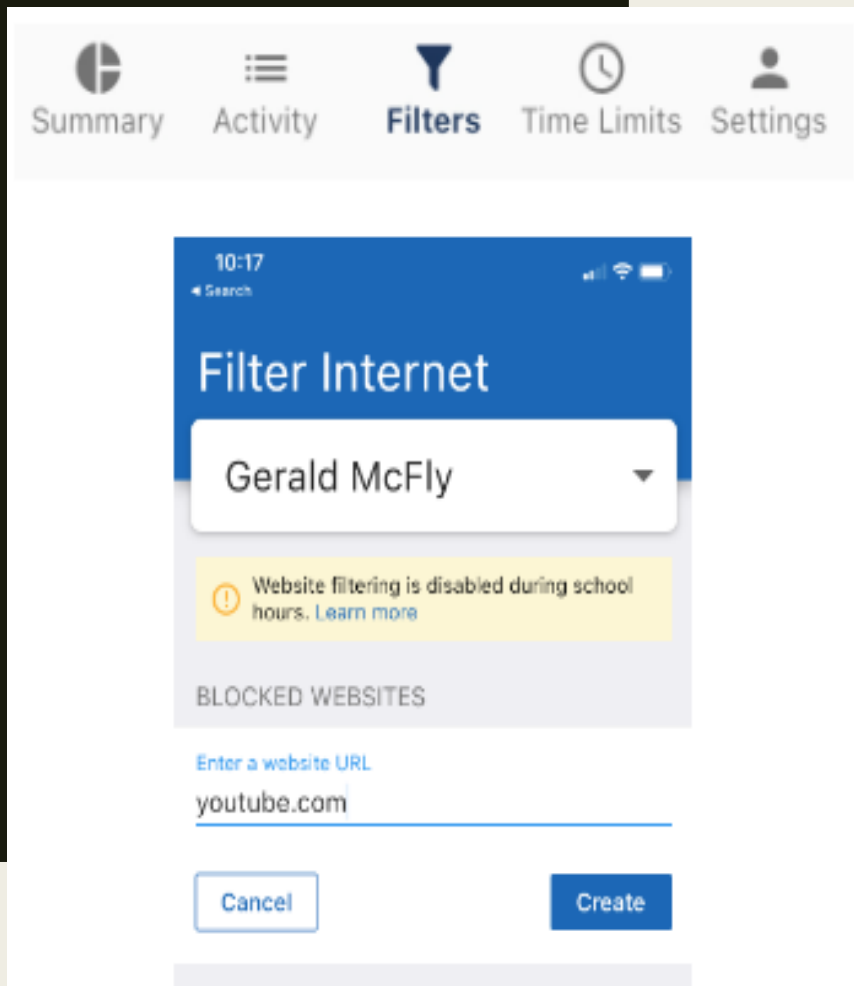 Summary Activity Filters Time Limits Settings
10:17
Search
Filter Internet
Gerald McFly
Website filtering is disabled during school
hours. Learn more
BLOCKED WEBSITES
Enter a website URL
youtube.com
Cancel Create